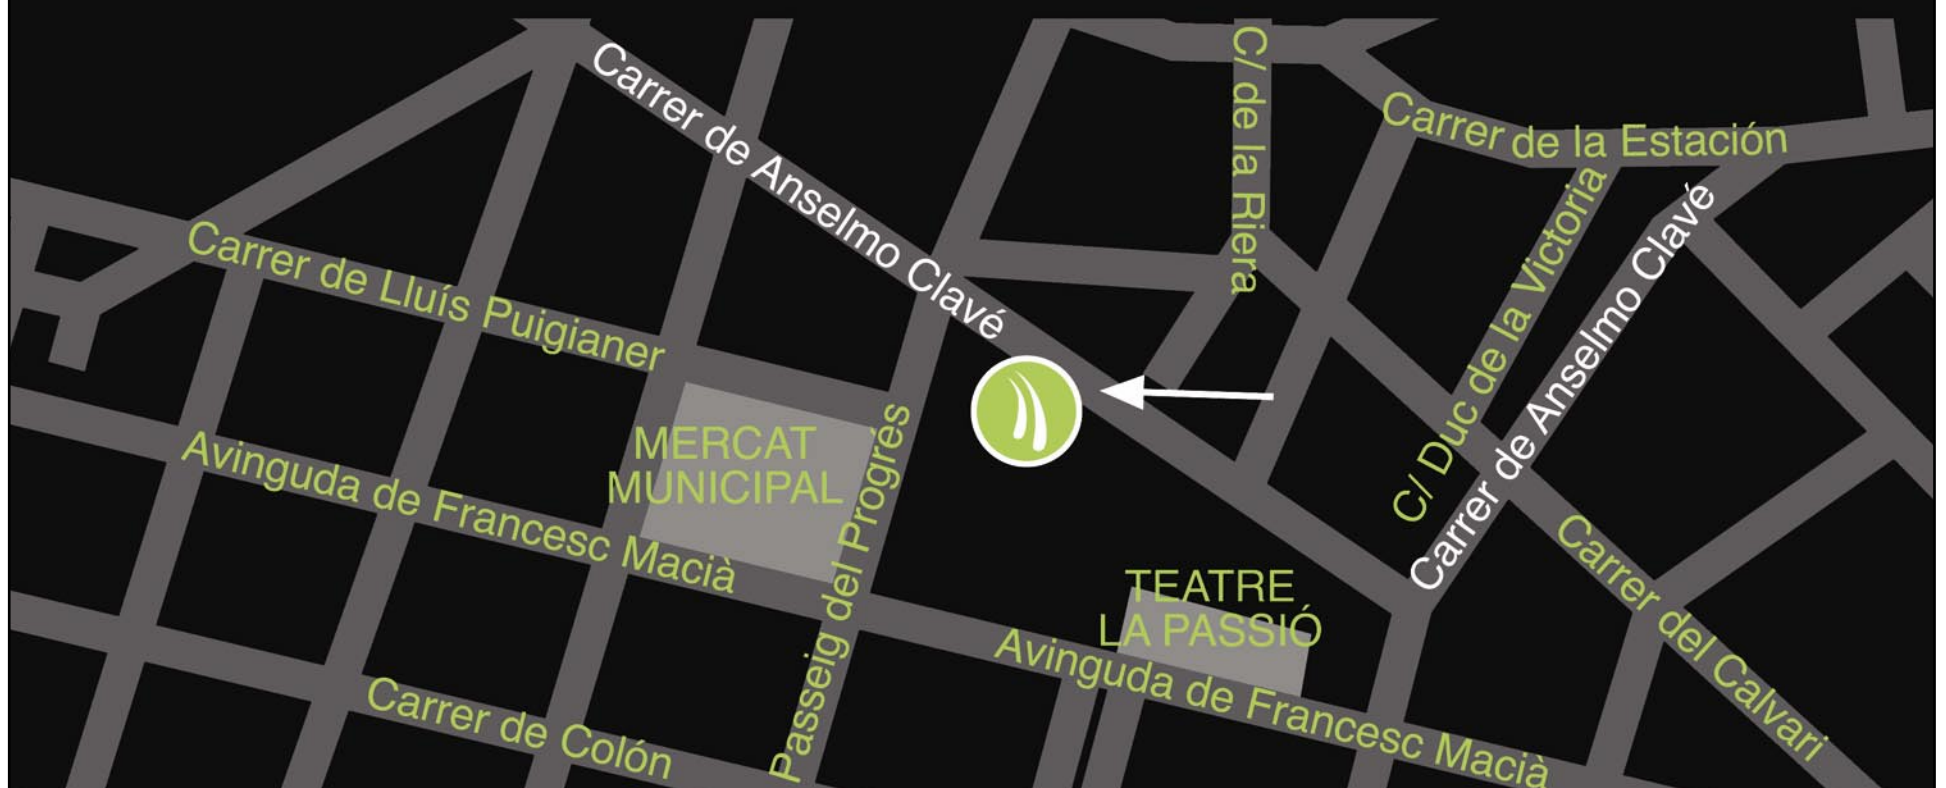 Carrer de Anselmo Clavé
C/ de la Riera
Carrer de la Estación
Carrer de Lluís Puigianer
C/ Duc de la Victoria
Carrer de Anselmo Clavé
MERCAT
MUNICIPAL
Passeig del Progrés
Avinguda de Francesc Macià
TEATRE
LA PASSIÓ
Avinguda de Francesc Macià
Carrer del Calvari
Carrer de Colón